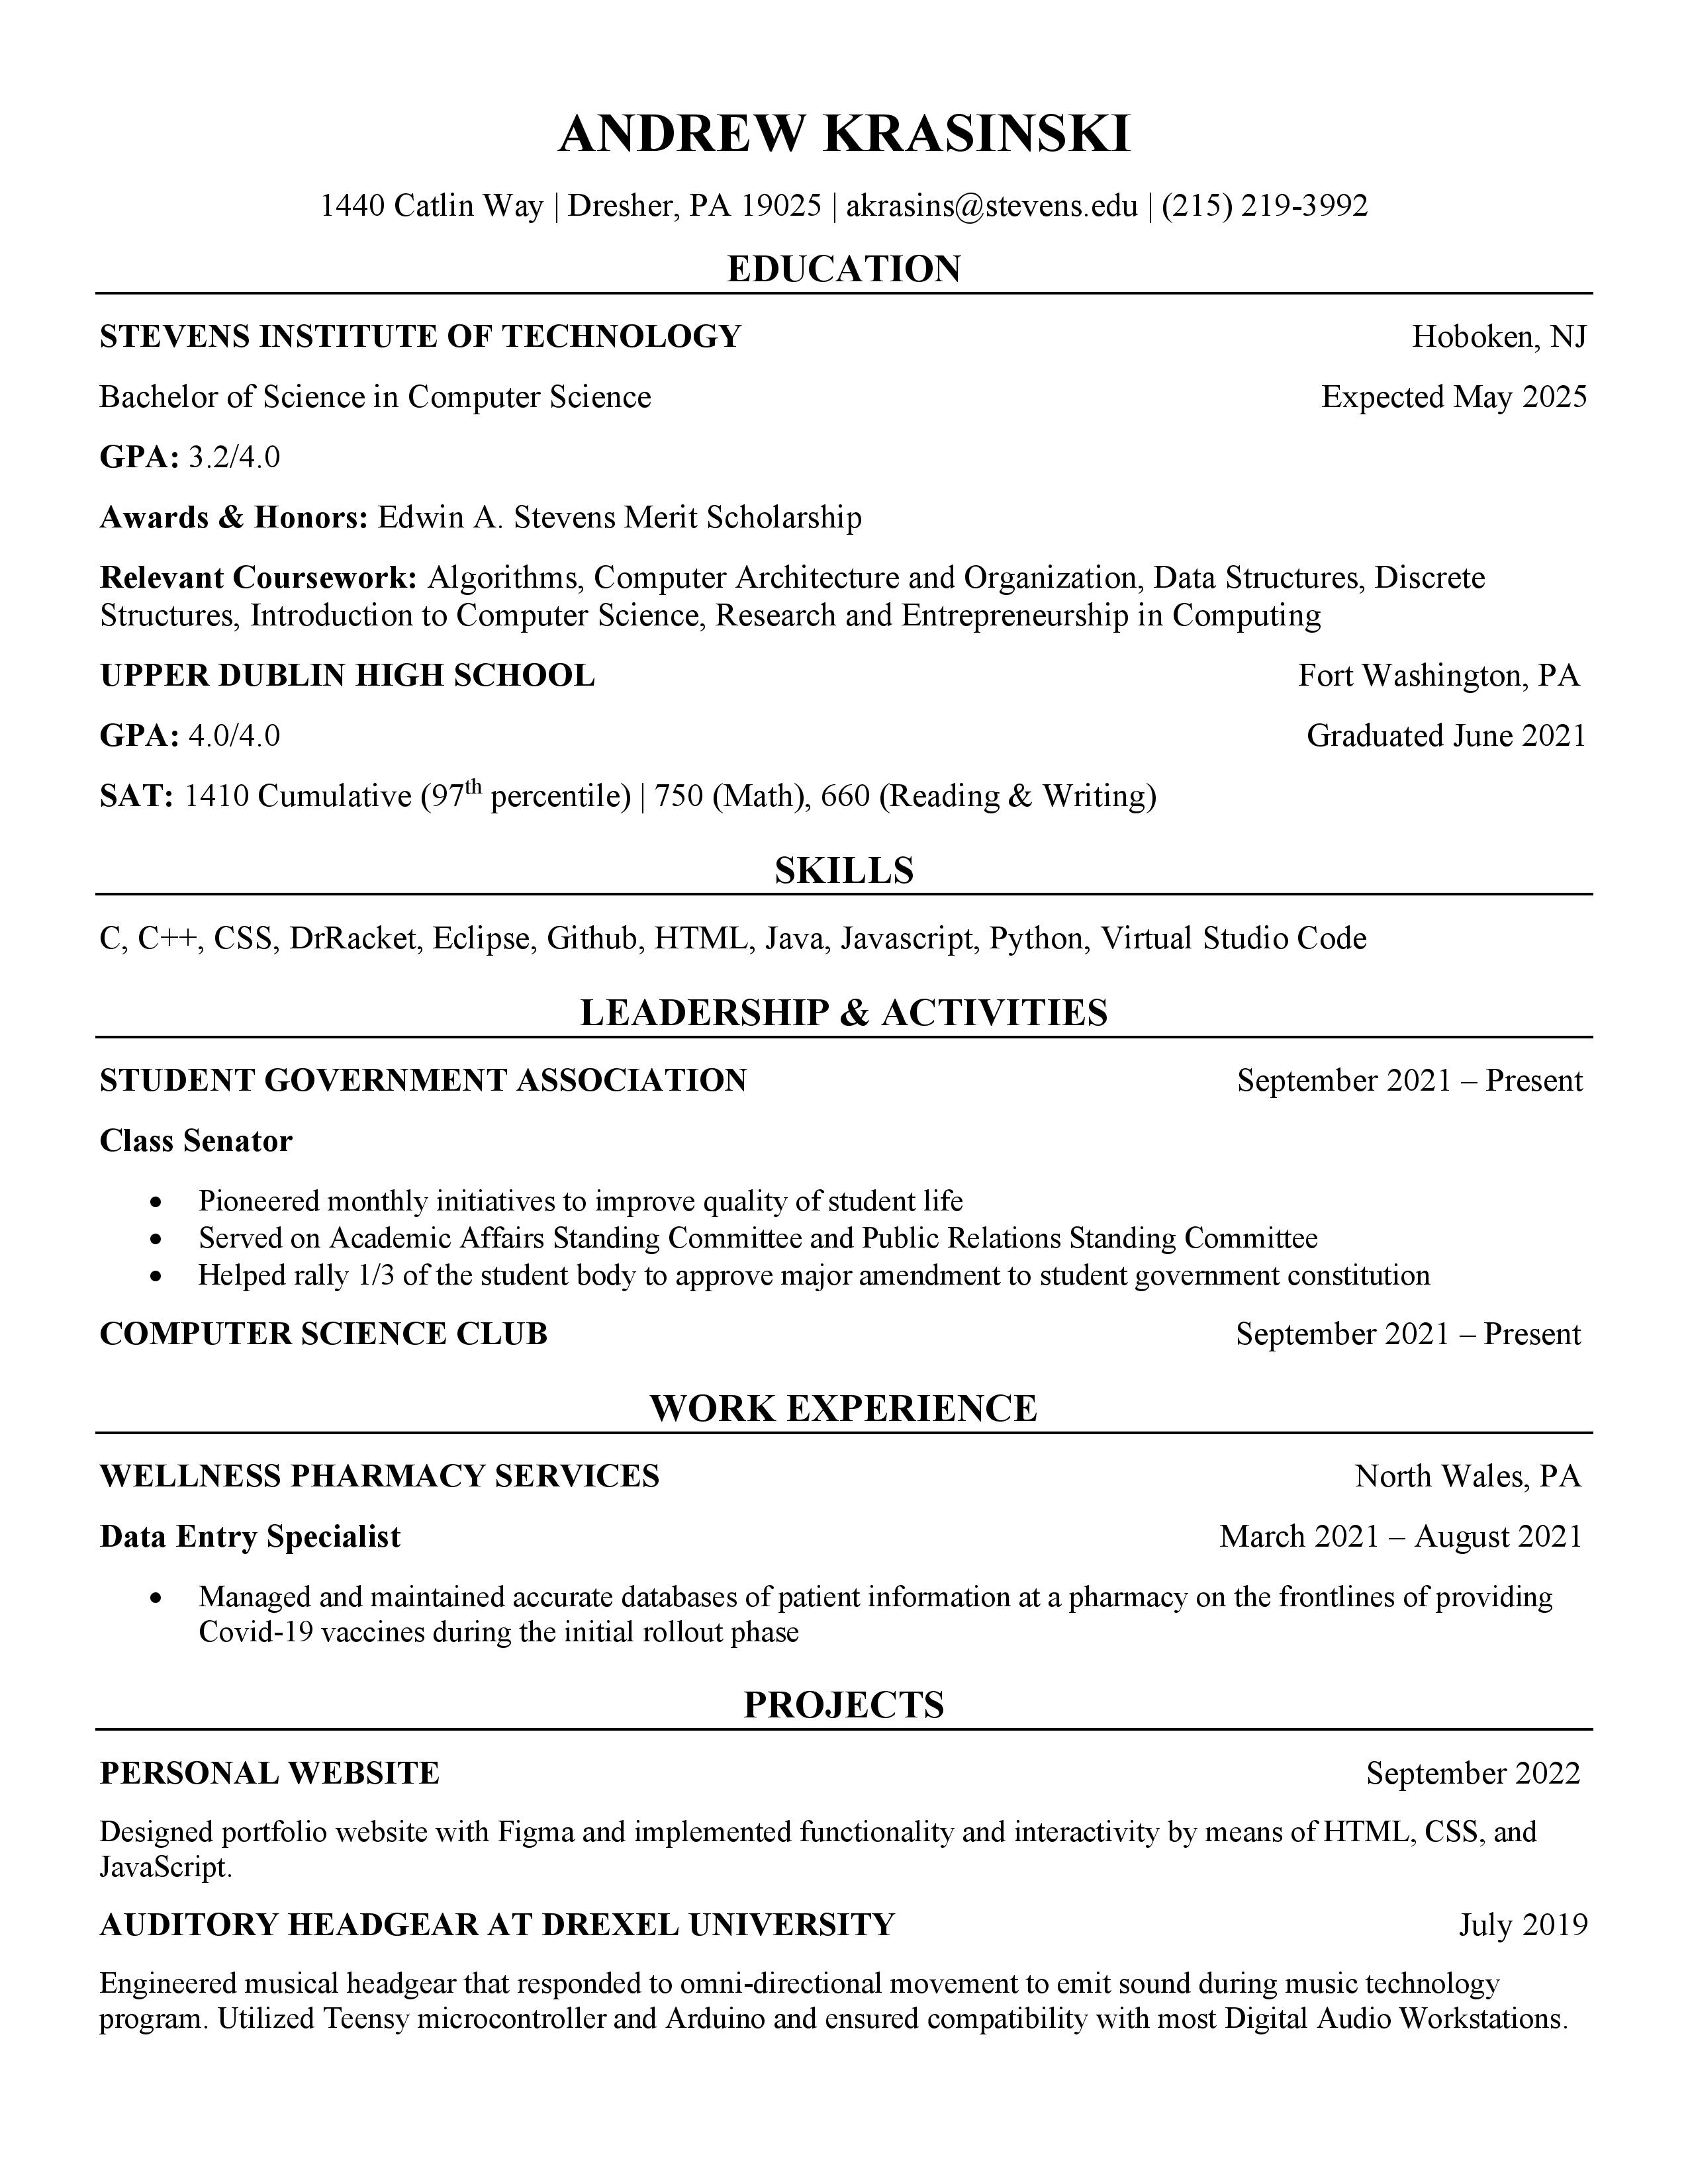 ANDREW KRASINSKI
1440 Catlin Way | Dresher, PA 19025 | akrasins@stevens.edu | (215) 219-3992
EDUCATION
STEVENS INSTITUTE OF TECHNOLOGY Hoboken, NJ
Bachelor of Science in Computer Science Expected May 2025
GPA: 3.2/4.0
Awards & Honors: Edwin A. Stevens Merit Scholarship
Relevant Coursework: Algorithms, Computer Architecture and Organization, Data Structures, Discrete
Structures, Introduction to Computer Science, Research and Entrepreneurship in Computing
UPPER DUBLIN HIGH SCHOOL Fort Washington, PA
GPA: 4.0/4.0 Graduated June 2021
SAT: 1410 Cumulative (97th percentile) | 750 (Math), 660 (Reading & Writing)
SKILLS
C, C++, CSS, DrRacket, Eclipse, Github, HTML, Java, Javascript, Python, Virtual Studio Code
LEADERSHIP & ACTIVITIES
STUDENT GOVERNMENT ASSOCIATION September 2021 – Present
Class Senator
• Pioneered monthly initiatives to improve quality of student life
• Served on Academic Affairs Standing Committee and Public Relations Standing Committee
• Helped rally 1/3 of the student body to approve major amendment to student government constitution
COMPUTER SCIENCE CLUB September 2021 – Present
WORK EXPERIENCE
WELLNESS PHARMACY SERVICES North Wales, PA
Data Entry Specialist March 2021 – August 2021
• Managed and maintained accurate databases of patient information at a pharmacy on the frontlines of providing
Covid-19 vaccines during the initial rollout phase
PROJECTS
PERSONAL WEBSITE September 2022
Designed portfolio website with Figma and implemented functionality and interactivity by means of HTML, CSS, and
JavaScript.
AUDITORY HEADGEAR AT DREXEL UNIVERSITY July 2019
Engineered musical headgear that responded to omni-directional movement to emit sound during music technology
program. Utilized Teensy microcontroller and Arduino and ensured compatibility with most Digital Audio Workstations.